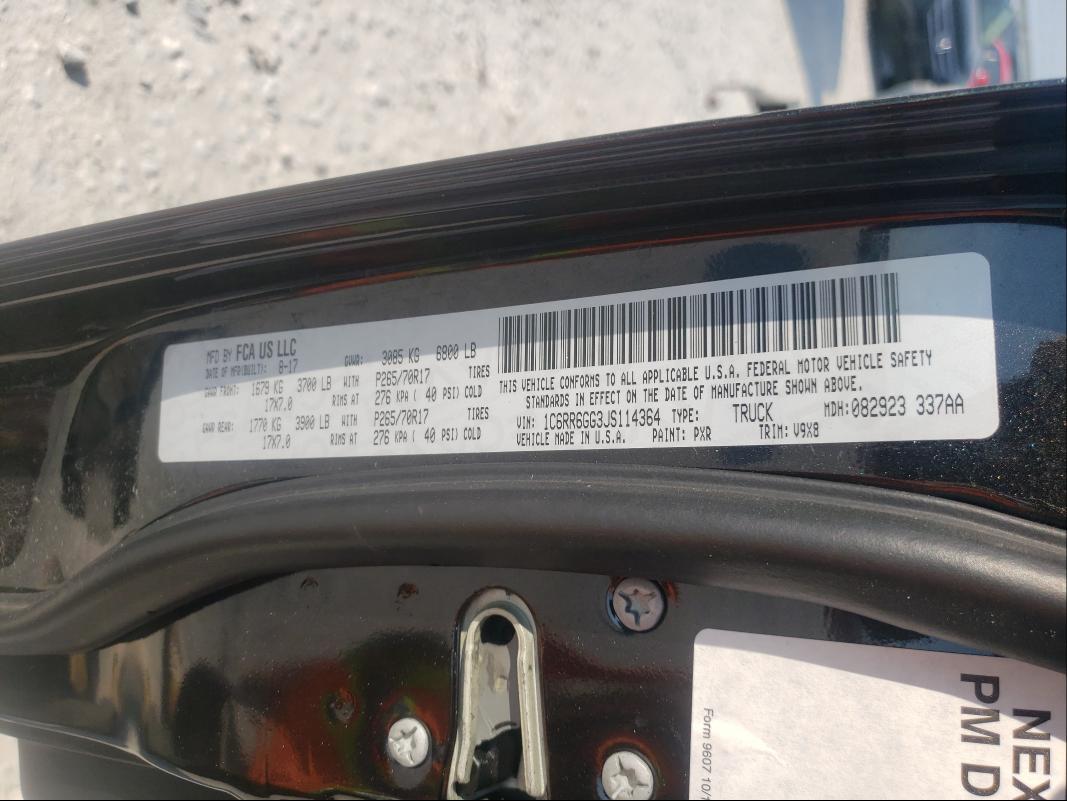 MFD BY FCA US LLC
DATE OF MFR(BUILT): 8-17
GVWR: 3085 KG 6800 LB
GAWR FRONT: 1679 KG 3700 LB WITH P265/70R17 TIRES
17X7.0 RIMS AT 276 KPA ( 40 PSI) COLD
GAWR REAR: 1770 KG 3900 LB WITH P265/70R17 TIRES
17X7.0 RIMS AT 276 KPA ( 40 PSI) COLD
THIS VEHICLE CONFORMS TO ALL APPLICABLE U.S.A. FEDERAL MOTOR VEHICLE SAFETY
STANDARDS IN EFFECT ON THE DATE OF MANUFACTURE SHOWN ABOVE.
VIN: 1C6RR6GG3JS114364 TYPE: TRUCK MDH:082923 337AA
VEHICLE MADE IN U.S.A. PAINT: PXR TRIM: V9X8
NEX
PM D
Form 9607 10/1